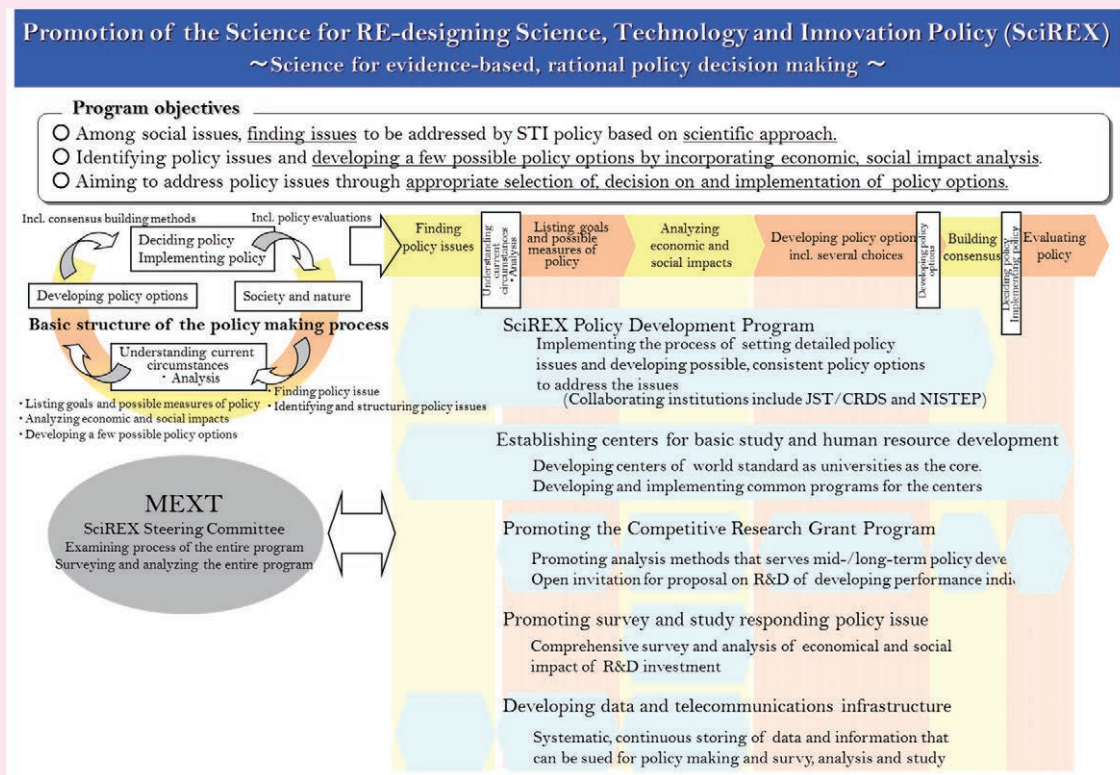 Promotion of the Science for RE-designing Science, Technology and Innovation Policy (SciREX)
～Science for evidence-based, rational policy decision making ～
Program objectives
○ Among social issues, finding issues to be addressed by STI policy based on scientific approach.
○ Identifying policy issues and developing a few possible policy options by incorporating economic, social impact analysis.
○ Aiming to address policy issues through appropriate selection of, decision on and implementation of policy options.
Incl. consensus building methods
Incl. policy evaluations
Deciding policy
Implementing policy
Developing policy options
Society and nature
Basic structure of the policy making process
Understanding current
circumstances
・Analysis
・Finding policy issue
・Identifying and structuring policy issues
・Listing goals and possible measures of policy
・Analyzing economic and social impacts
・Developing a few possible policy options
Finding
policy issues
Understanding
current
circumstances
・Analysis
Listing goals
and possible
measures of
policy
Analyzing
economic and
social impacts
Developing policy option
incl. several choices
Developing policy
options
Building
consensus
Deciding policy
Implementing policy
Evaluating
policy
SciREX Policy Development Program
Implementing the process of setting detailed policy
issues and developing possible, consistent policy options
to address the issues
(Collaborating institutions include JST/CRDS and NISTEP)
Establishing centers for basic study and human resource development
Developing centers of world standard as universities as the core.
Developing and implementing common programs for the centers
MEXT
SciREX Steering Committee
Examining process of the entire program
Surveying and analyzing the entire program
Promoting the Competitive Research Grant Program
Promoting analysis methods that serves mid-/long-term policy deve
Open invitation for proposal on R&D of developing performance indi
Promoting survey and study responding policy issue
Comprehensive survey and analysis of economical and social
impact of R&D investment
Developing data and telecommunications infrastructure
Systematic, continuous storing of data and information that
can be sued for policy making and survy, analysis and study